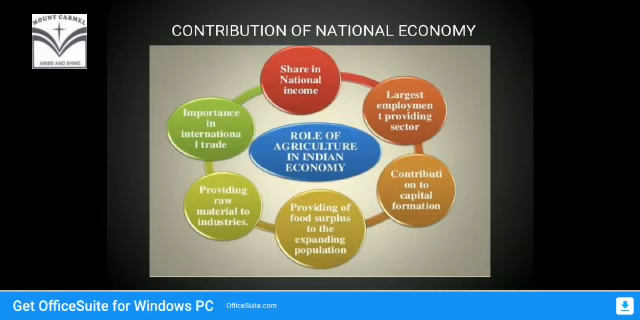 MOUNT CARMEL
ARISE AND SHINE
CONTRIBUTION OF NATIONAL ECONOMY
Share in
National
income
Largest
employmen
t providing
sector
Contributi
on to
capital
formation
Providing of
food surplus
to the
expanding
population
Providing
raw
material to
industries.
Importance
in
internationa
l trade
ROLE OF
AGRICULTURE
IN INDIAN
ECONOMY
Get OfficeSuite for Windows PC
OfficeSuite.com